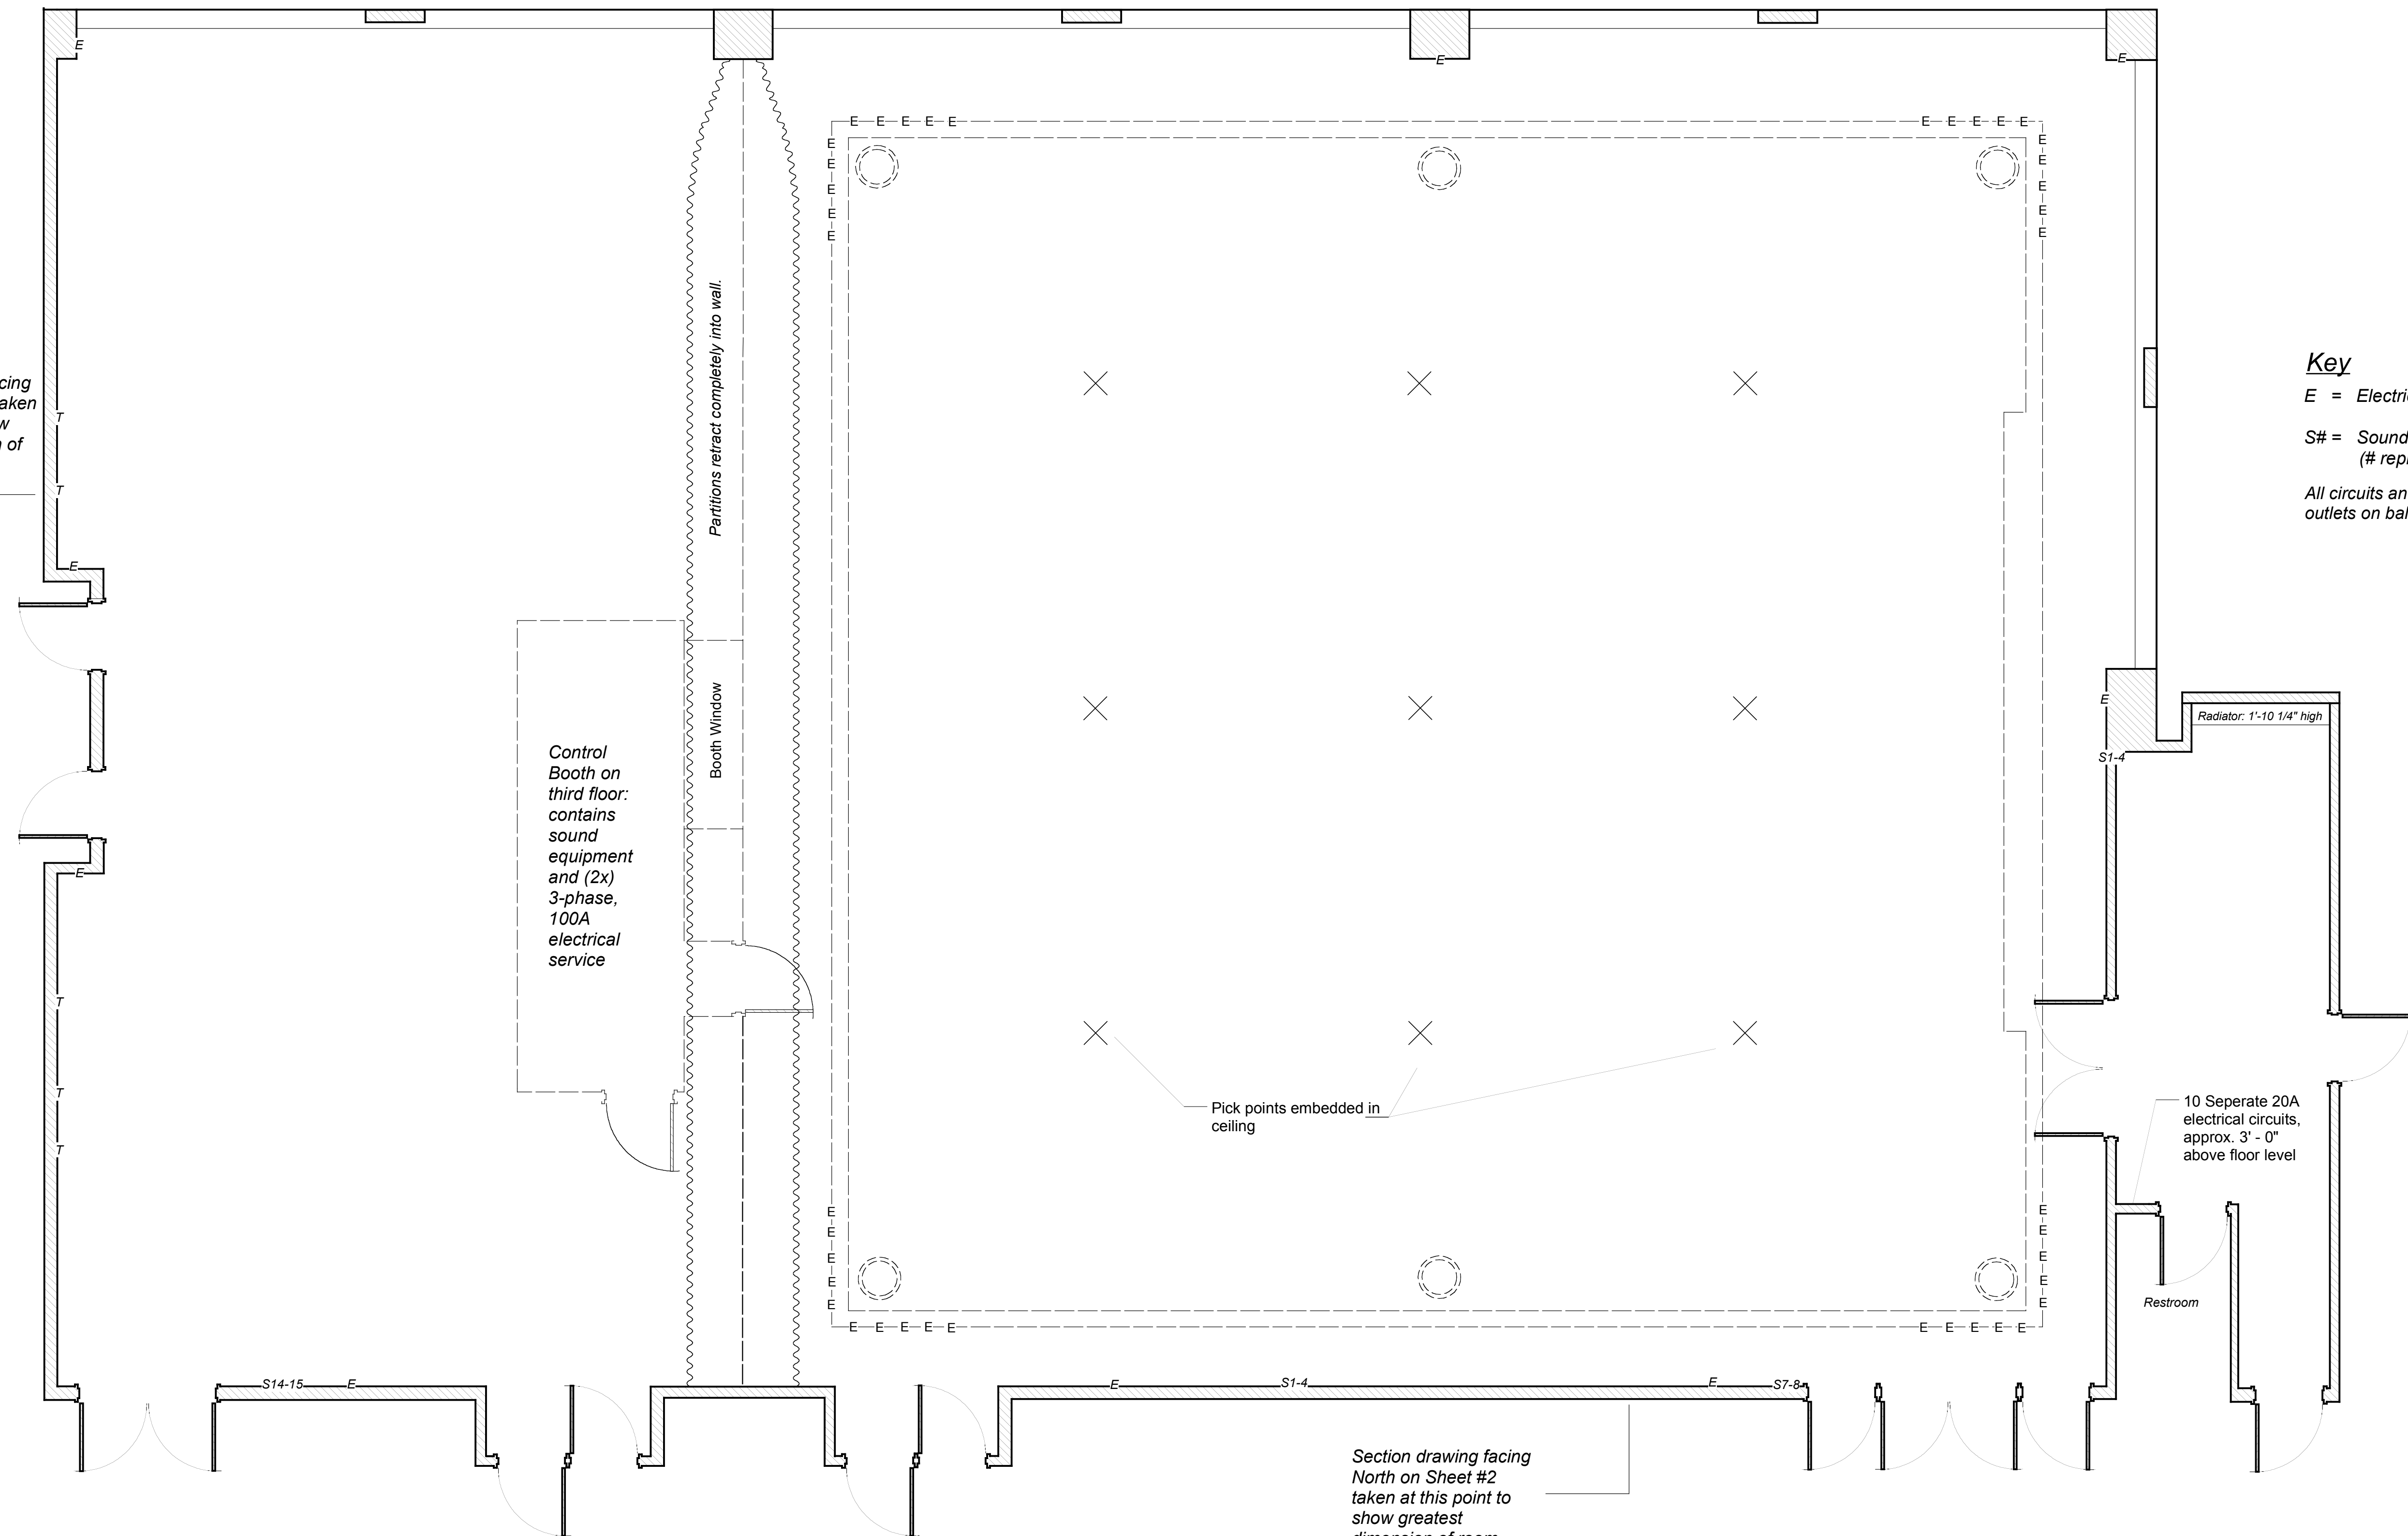 E
E
E
E E E E E
E E E E E
E
E
E
E
E
E
E
E
E
E
Partitions retract completely into wall.
cing
aken
w
of
T
T
E
Key
E = Electri
S# = Sound
(# rep
All circuits an
outlets on bal
Booth Window
Control
Booth on
third floor:
contains
sound
equipment
and (2x)
3-phase,
100A
electrical
service
E
Radiator: 1'-10 1/4" high
S1-4
E
T
T
T
Pick points embedded in
ceiling
10 Seperate 20A
electrical circuits,
approx. 3' - 0"
above floor level
E
E
E
E
E
E
E
E
E
E
Restroom
E E E E E
E E E E E
S14-15 E
E S1-4 E S7-8
Section drawing facing
North on Sheet #2
taken at this point to
show greatest
dimension of room